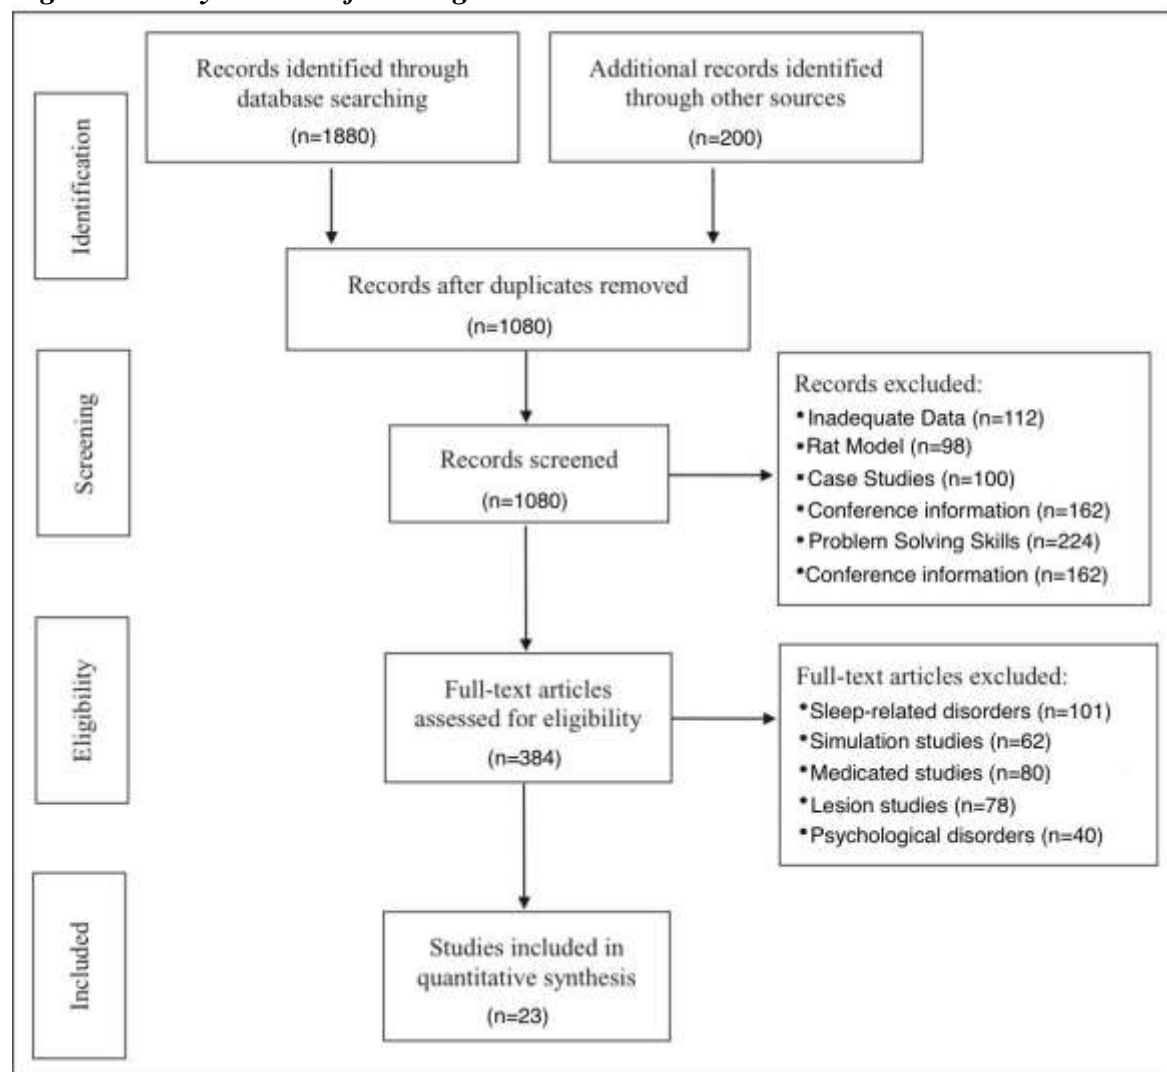 Records identified through
database searching
(n=1880)
Additional records identified
through other sources
(n=200)
Identification
Records after duplicates removed
(n=1080)
Screening
Records screened
(n=1080)
Records excluded:
•Inadequate Data (n=112)
•Rat Model (n=98)
•Case Studies (n=100)
•Conference information (n=162)
•Problem Solving Skills (n=224)
•Conference information (n=162)
Eligibility
Full-text articles
assessed for eligibility
(n=384)
Full-text articles excluded:
•Sleep-related disorders (n=101)
•Simulation studies (n=62)
•Medicated studies (n=80)
•Lesion studies (n=78)
•Psychological disorders (n=40)
Included
Studies included in
quantitative synthesis
(n=23)